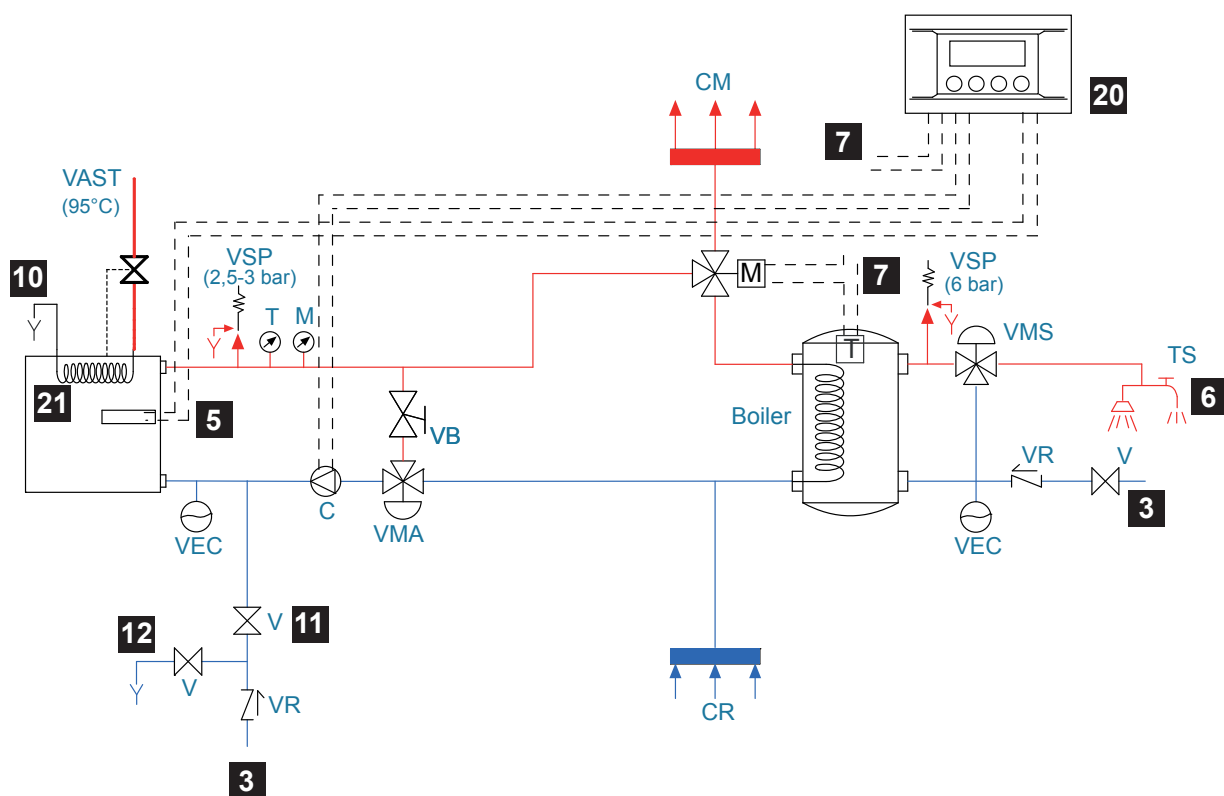 CM
20
7
VAST
(95°C)
VSP
(2,5-3 bar)
10
T
M
M
7
VSP
(6 bar)
VMS
TS
T
21
5
6
Boiler
VB
VR
V
3
C
VMA
VEC
VEC
V
11
12
V
VR
CR
3